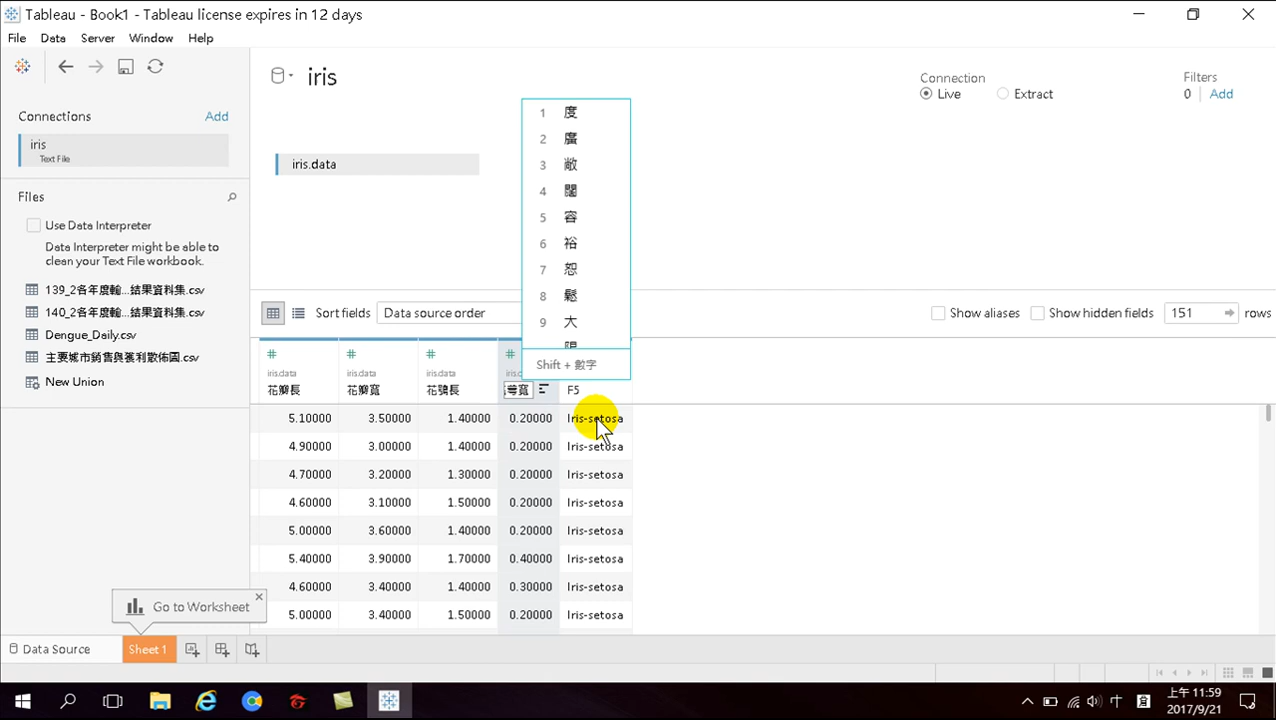 Tableau - Book1 - Tableau license expires in 12 days
File Data Server Window Help
iris
Connection
Live Extract
Filters
0 Add
Connections Add
iris
Text File
iris.data
Files
Use Data Interpreter
Data Interpreter might be able to
clean your Text File workbook.
139_2各年度輸...結果資料集.csv
140_2各年度輸...結果資料集.csv
Dengue_Daily.csv
主要城市銷售與獲利散佈圖.csv
New Union
1 度
2 廣
3 敞
4 闊
5 容
6 裕
7 恕
8 鬆
9 大
Shift + 數字
Sort fields Data source order
Show aliases Show hidden fields 151 rows
iris.data iris.data iris.data
花瓣長 花瓣寬 花鴞長 萼寬 F5
5.10000 3.50000 1.40000 0.20000 Iris-setosa
4.90000 3.00000 1.40000 0.20000 Iris-setosa
4.70000 3.20000 1.30000 0.20000 Iris-setosa
4.60000 3.10000 1.50000 0.20000 Iris-setosa
5.00000 3.60000 1.40000 0.20000 Iris-setosa
5.40000 3.90000 1.70000 0.40000 Iris-setosa
4.60000 3.40000 1.40000 0.30000 Iris-setosa
5.00000 3.40000 1.50000 0.20000 Iris-setosa
Go to Worksheet
Data Source Sheet 1
中
上午 11:59
2017/9/21